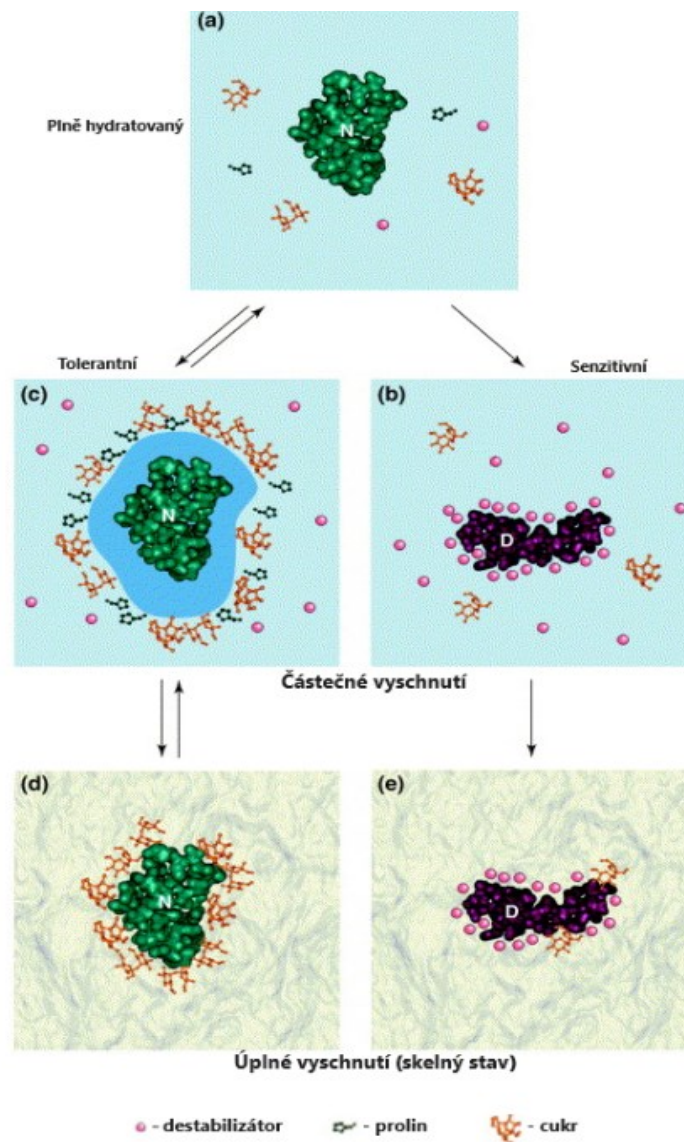 (a)
Plně hydratovaný
N
Tolerantní
Senzitivní
(c)
N
(b)
D
Částečné vyschnutí
(d)
N
(e)
D
Úplné vyschnutí (skelný stav)
- destabilizátor
- prolin
- cukr